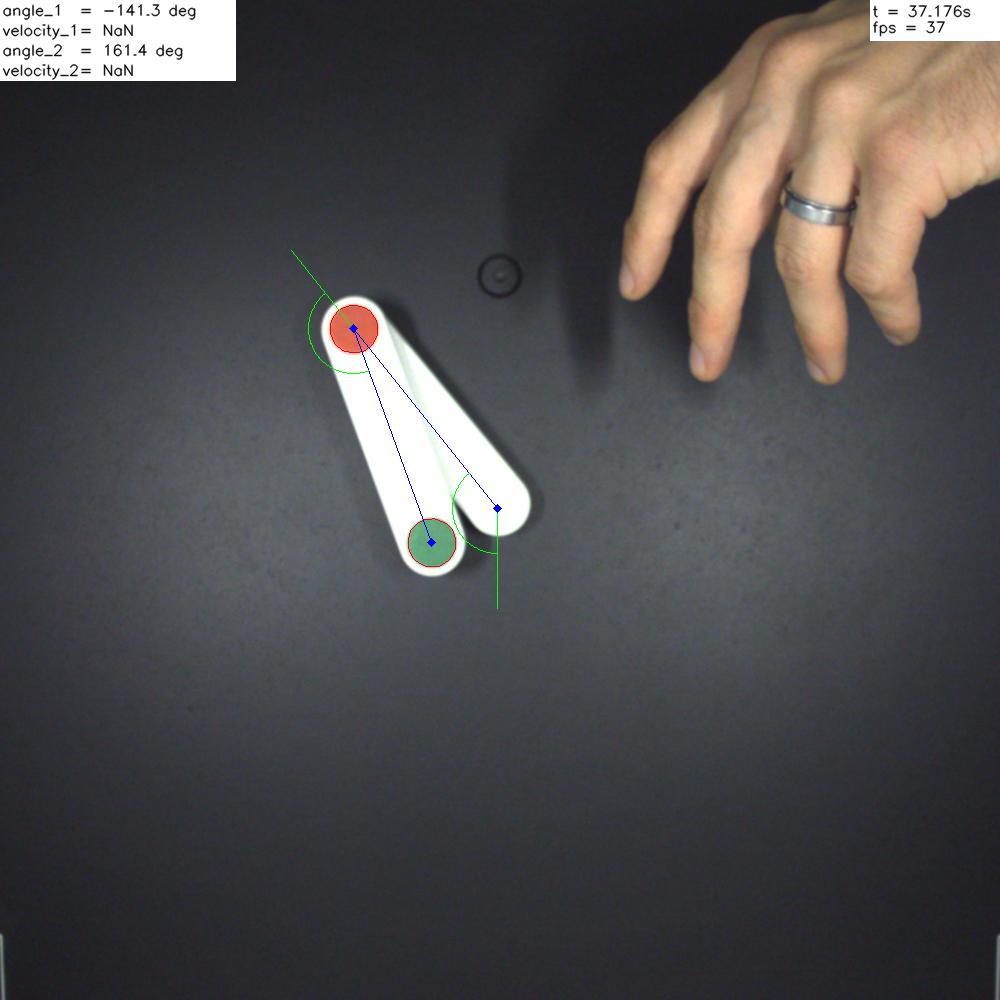 angle_1  = -141.3 deg
velocity_1= NaN
angle_2  = 161.4 deg
velocity_2= NaN
t = 37.176s
fps = 37